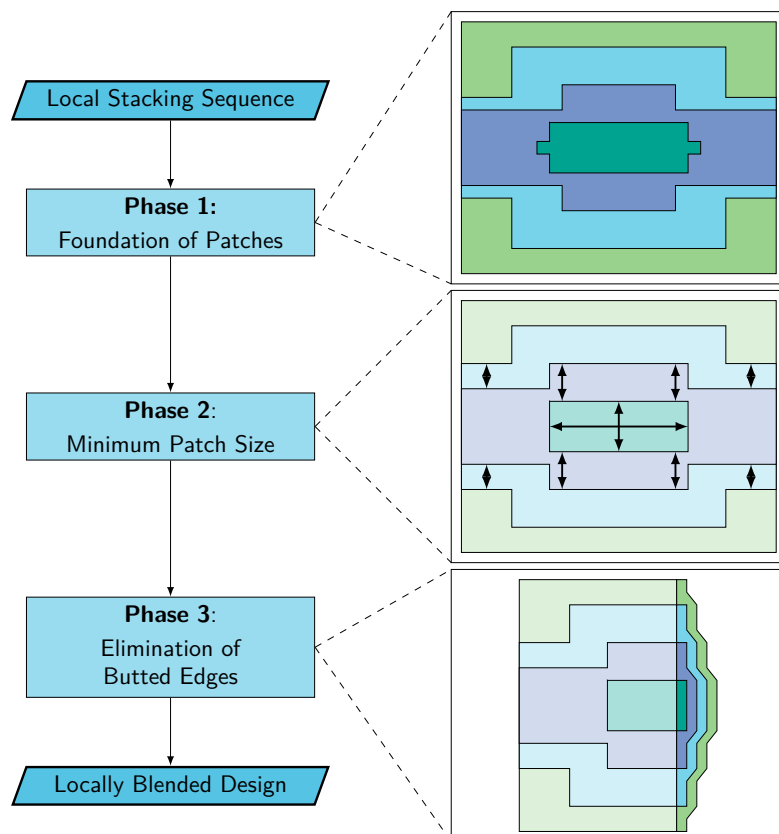 Local Stacking Sequence
Phase 1:
Foundation of Patches
Phase 2:
Minimum Patch Size
Phase 3:
Elimination of
Butted Edges
Locally Blended Design